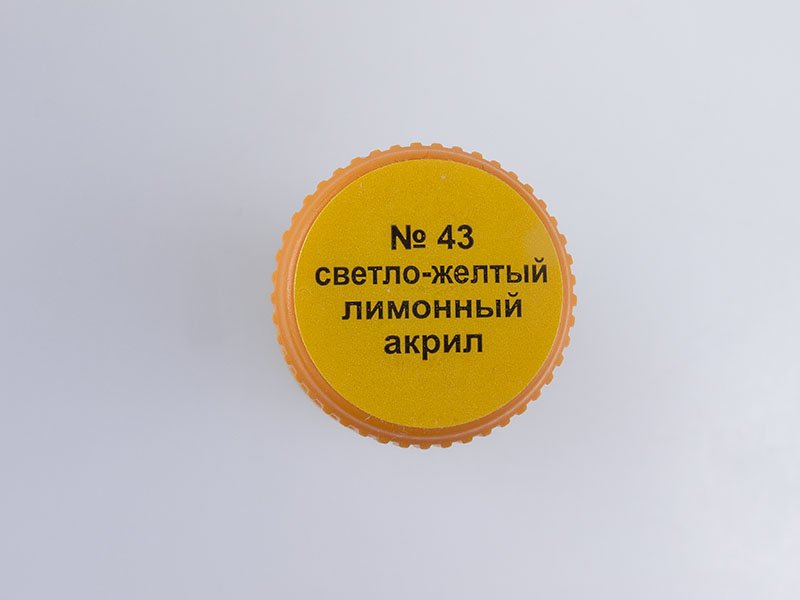 № 43
светло-желтый
лимонный
акрил